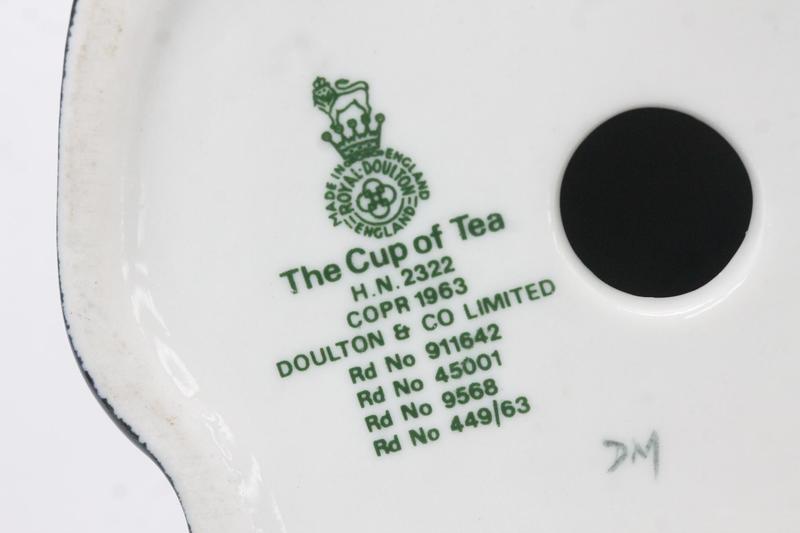 MADE IN ENGLAND
ROYAL·DOULTON
ENGLAND
The Cup of Tea
H.N. 2322
COPR 1963
DOULTON & CO LIMITED
Rd No 911642
Rd No 45001
Rd No 9568
Rd No 449/63
DM